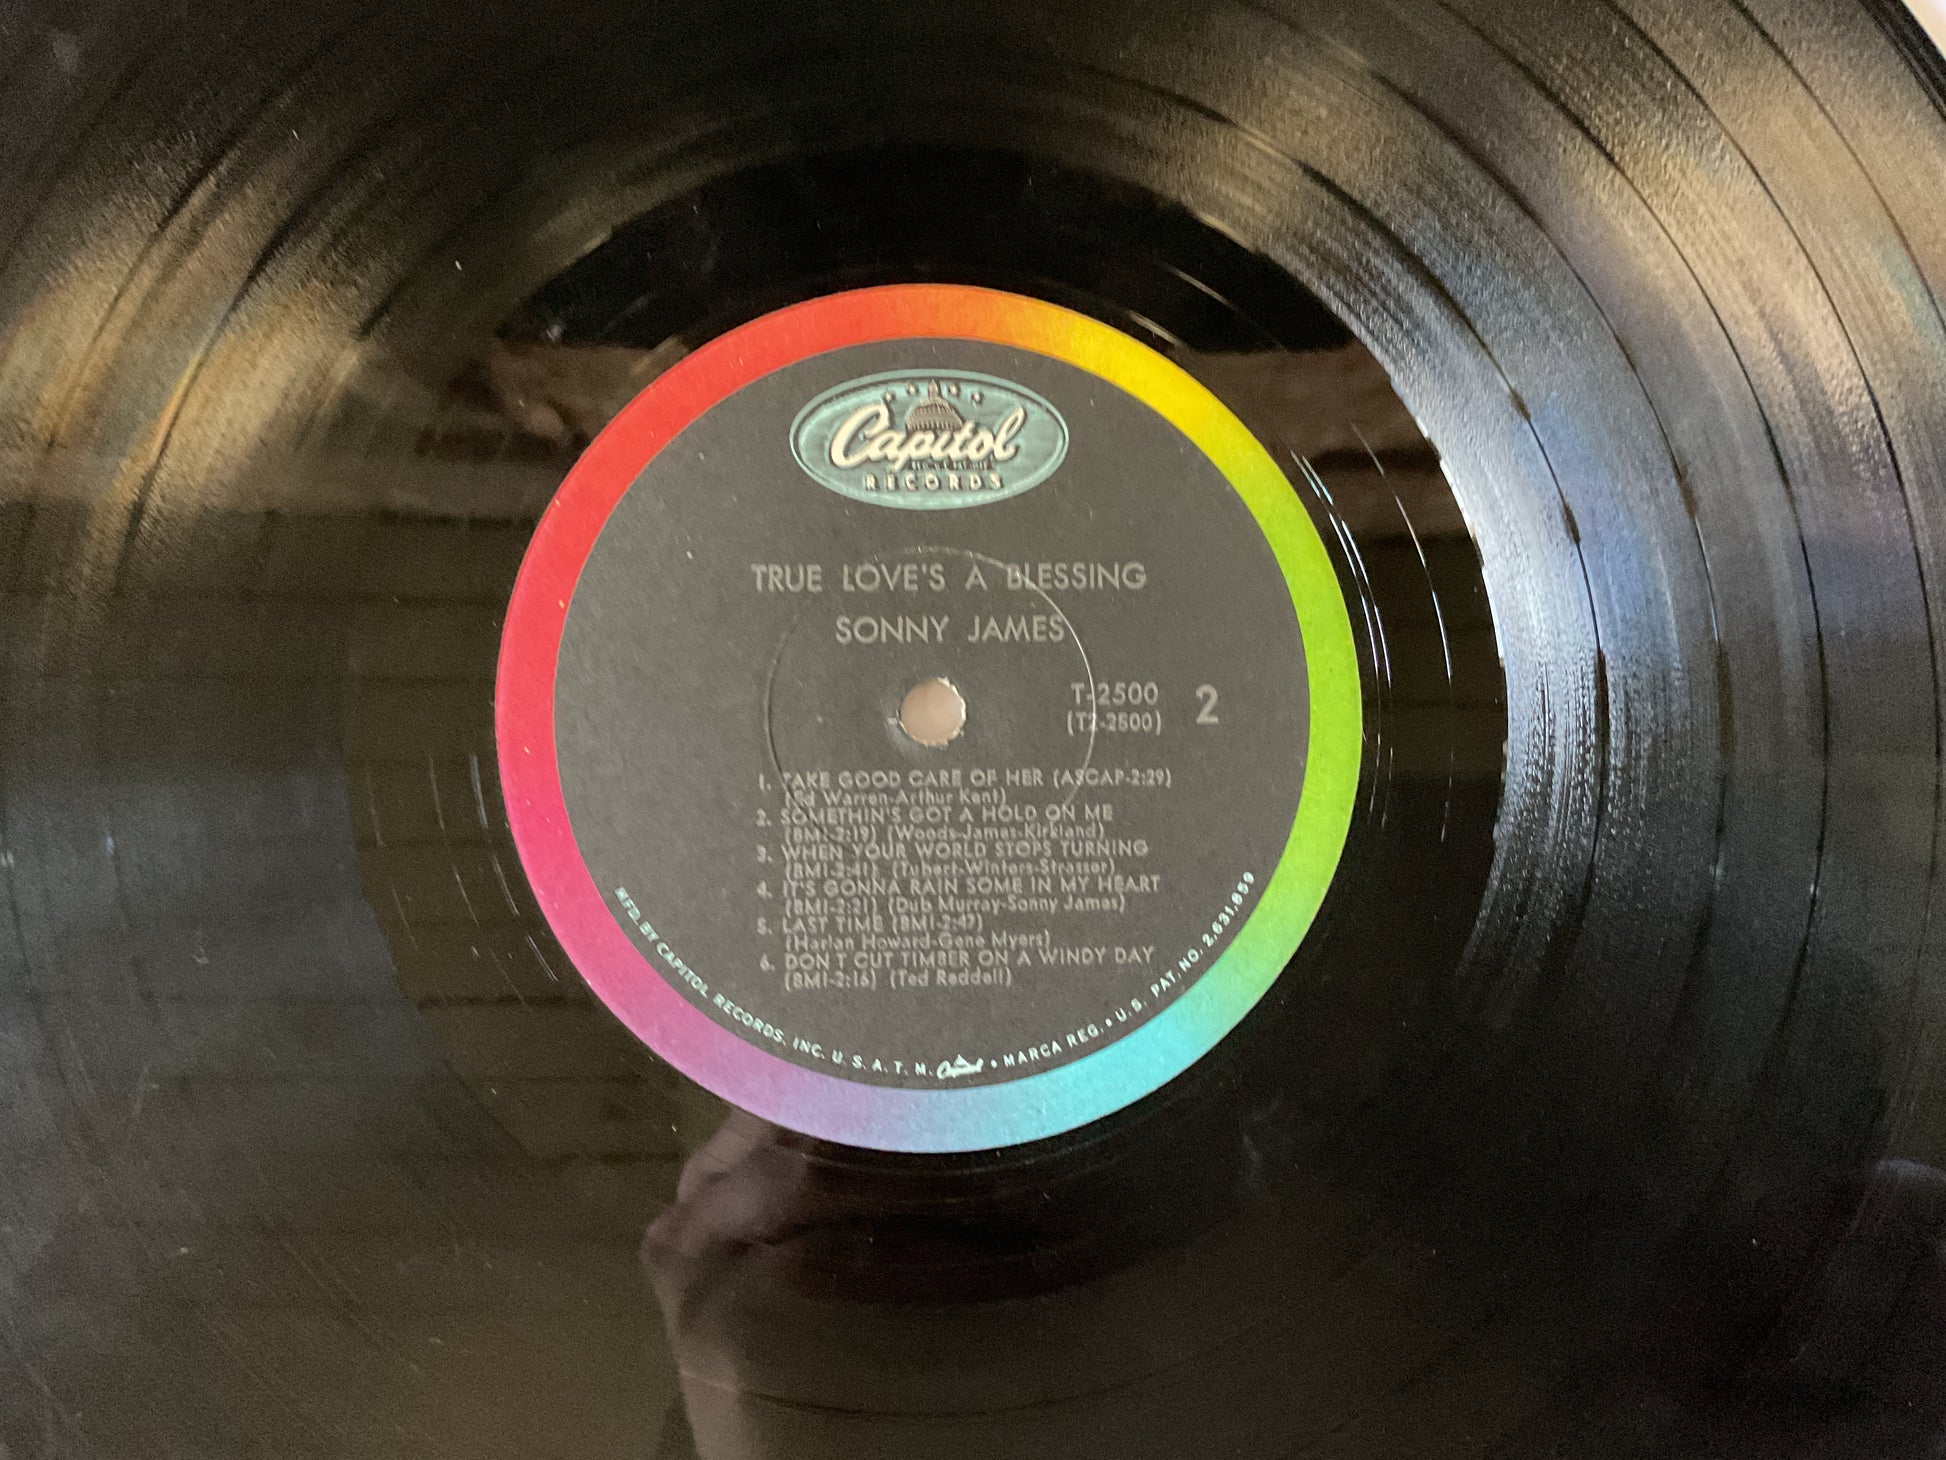 Capitol
RECORDS
TRUE LOVE'S A BLESSING
SONNY JAMES
T-2500
(T2-2500)
2
1. TAKE GOOD CARE OF HER (ASCAP-2:29)
(Ed Warren-Arthur Kent)
2. SOMETHIN'S GOT A HOLD ON ME
(BMI-2:19) (Woods-James-Kirkland)
3. WHEN YOUR WORLD STOPS TURNING
(BMI-2:41) (Tubert-Winters-Strasser)
4. IT'S GONNA RAIN SOME IN MY HEART
(BMI-2:21) (Dub Murray-Sonny James)
5. LAST TIME (BMI-2:47)
(Harlan Howard-Gene Myers)
6. DON'T CUT TIMBER ON A WINDY DAY
(BMI-2:16) (Ted Reddell)
MFD. BY CAPITOL RECORDS, INC. U. S. A. T. M. Capitol • MARCA REG. • U.S. PAT. NO. 2,631,859